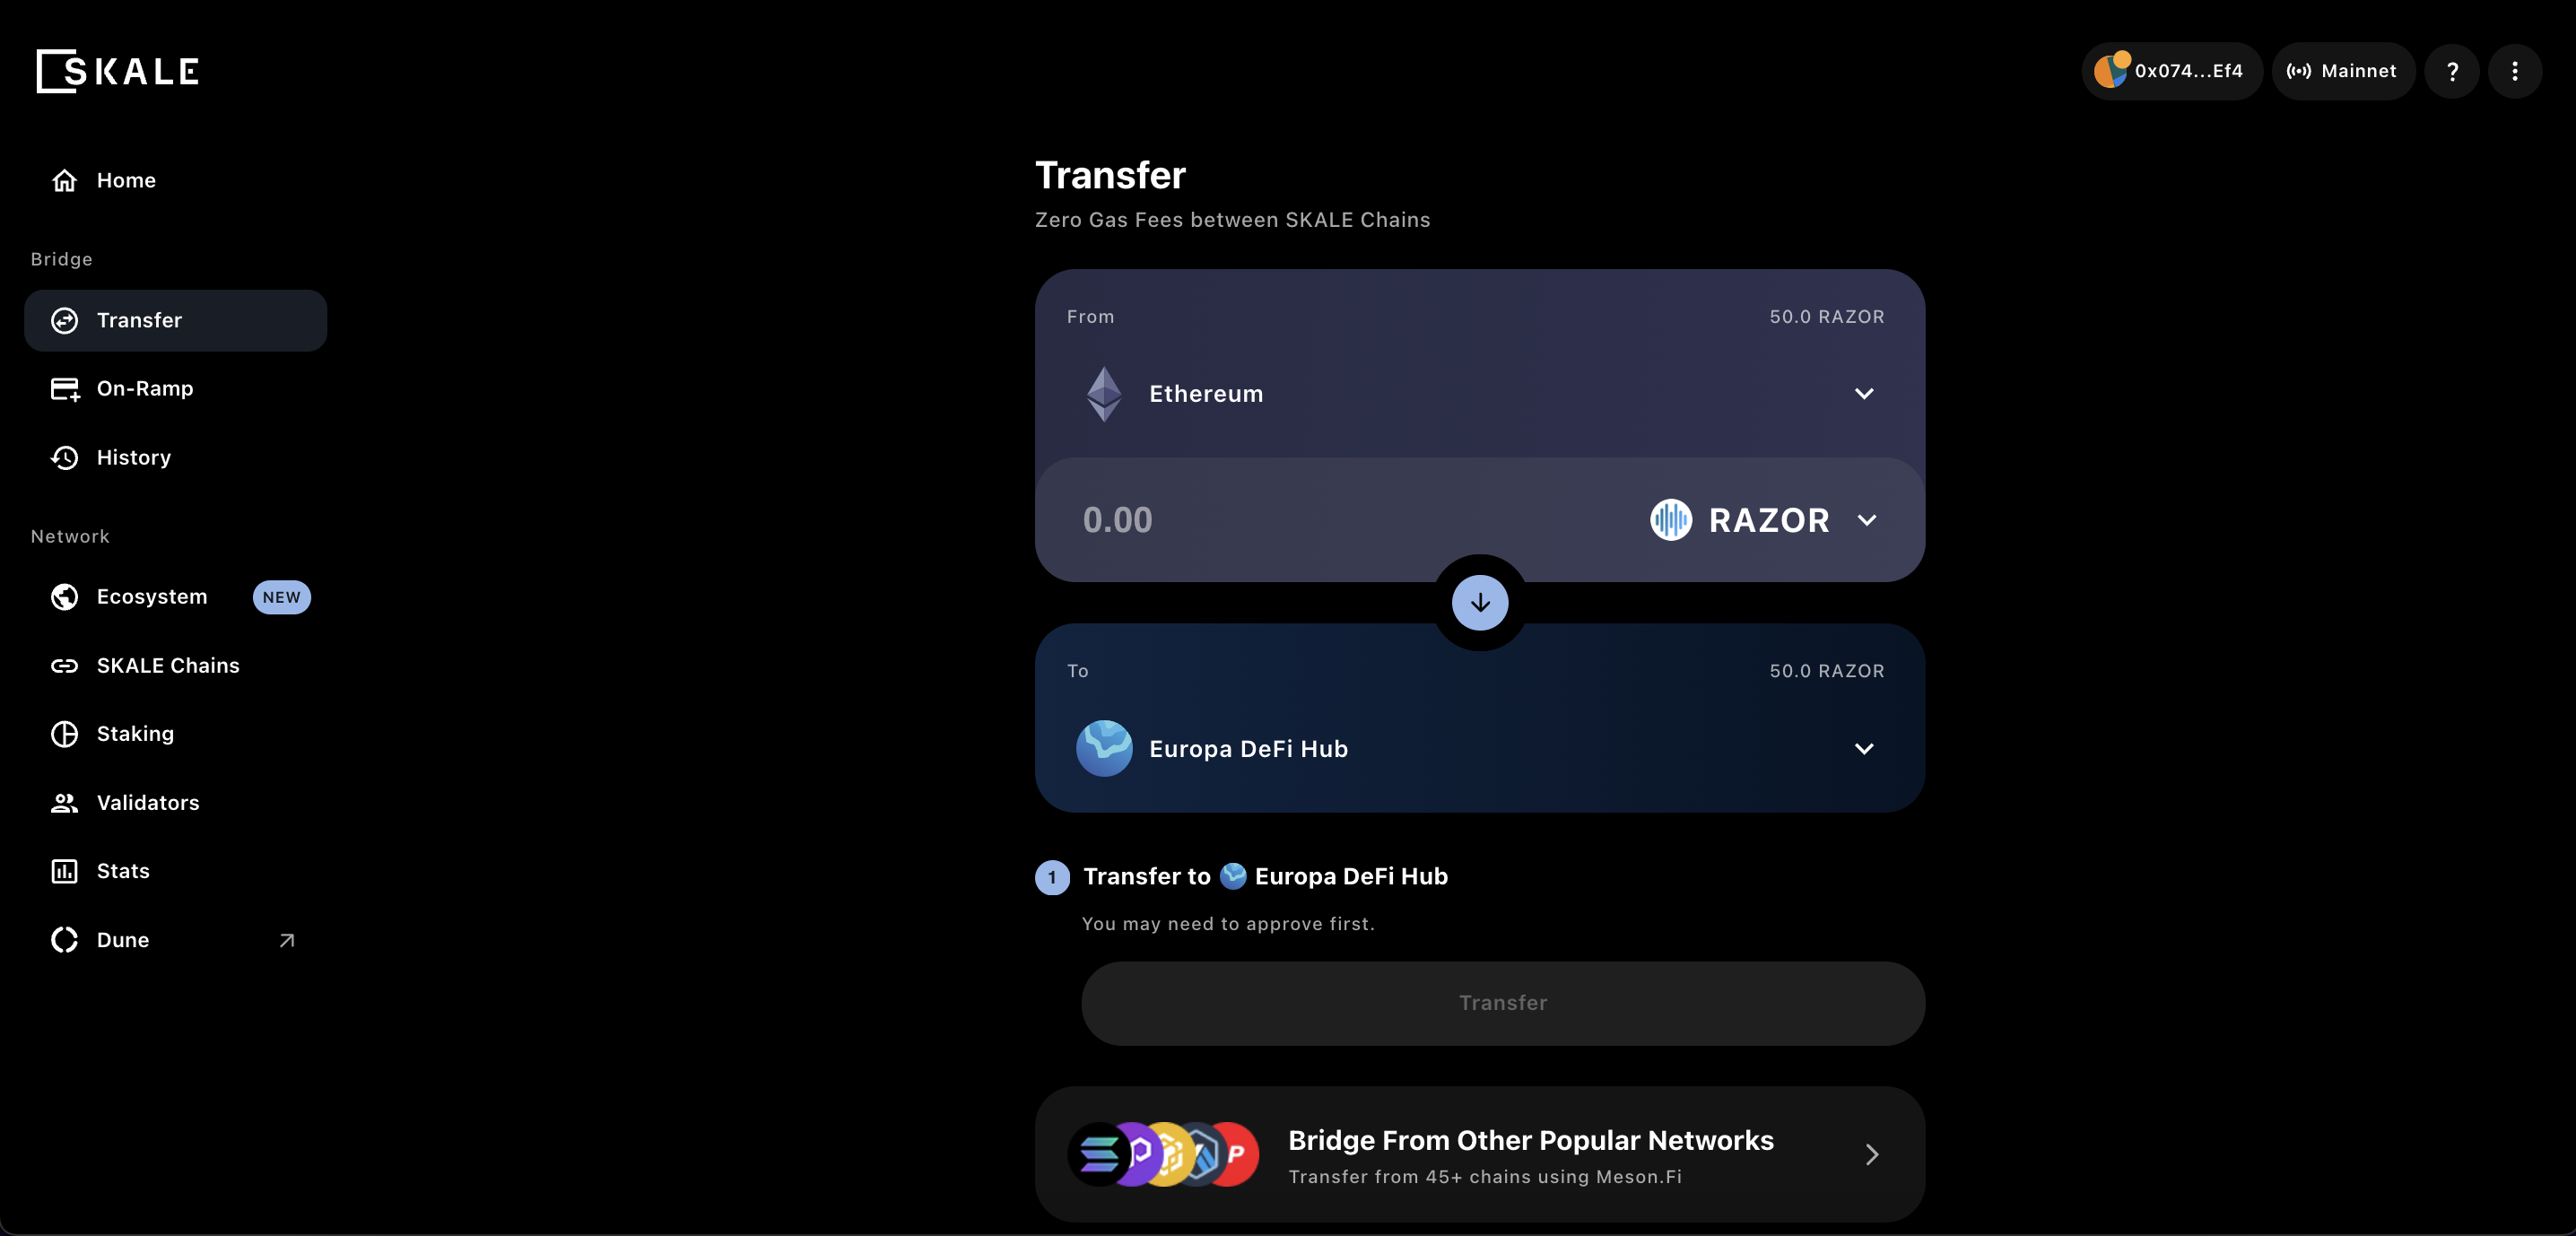 SKALE
0x074...Ef4
Mainnet
?
Home
Bridge
Transfer
On-Ramp
History
Network
Ecosystem NEW
SKALE Chains
Staking
Validators
Stats
Dune
Transfer
Zero Gas Fees between SKALE Chains
From 50.0 RAZOR
Ethereum
0.00 RAZOR
To 50.0 RAZOR
Europa DeFi Hub
1 Transfer to Europa DeFi Hub
You may need to approve first.
Transfer
Bridge From Other Popular Networks
Transfer from 45+ chains using Meson.Fi